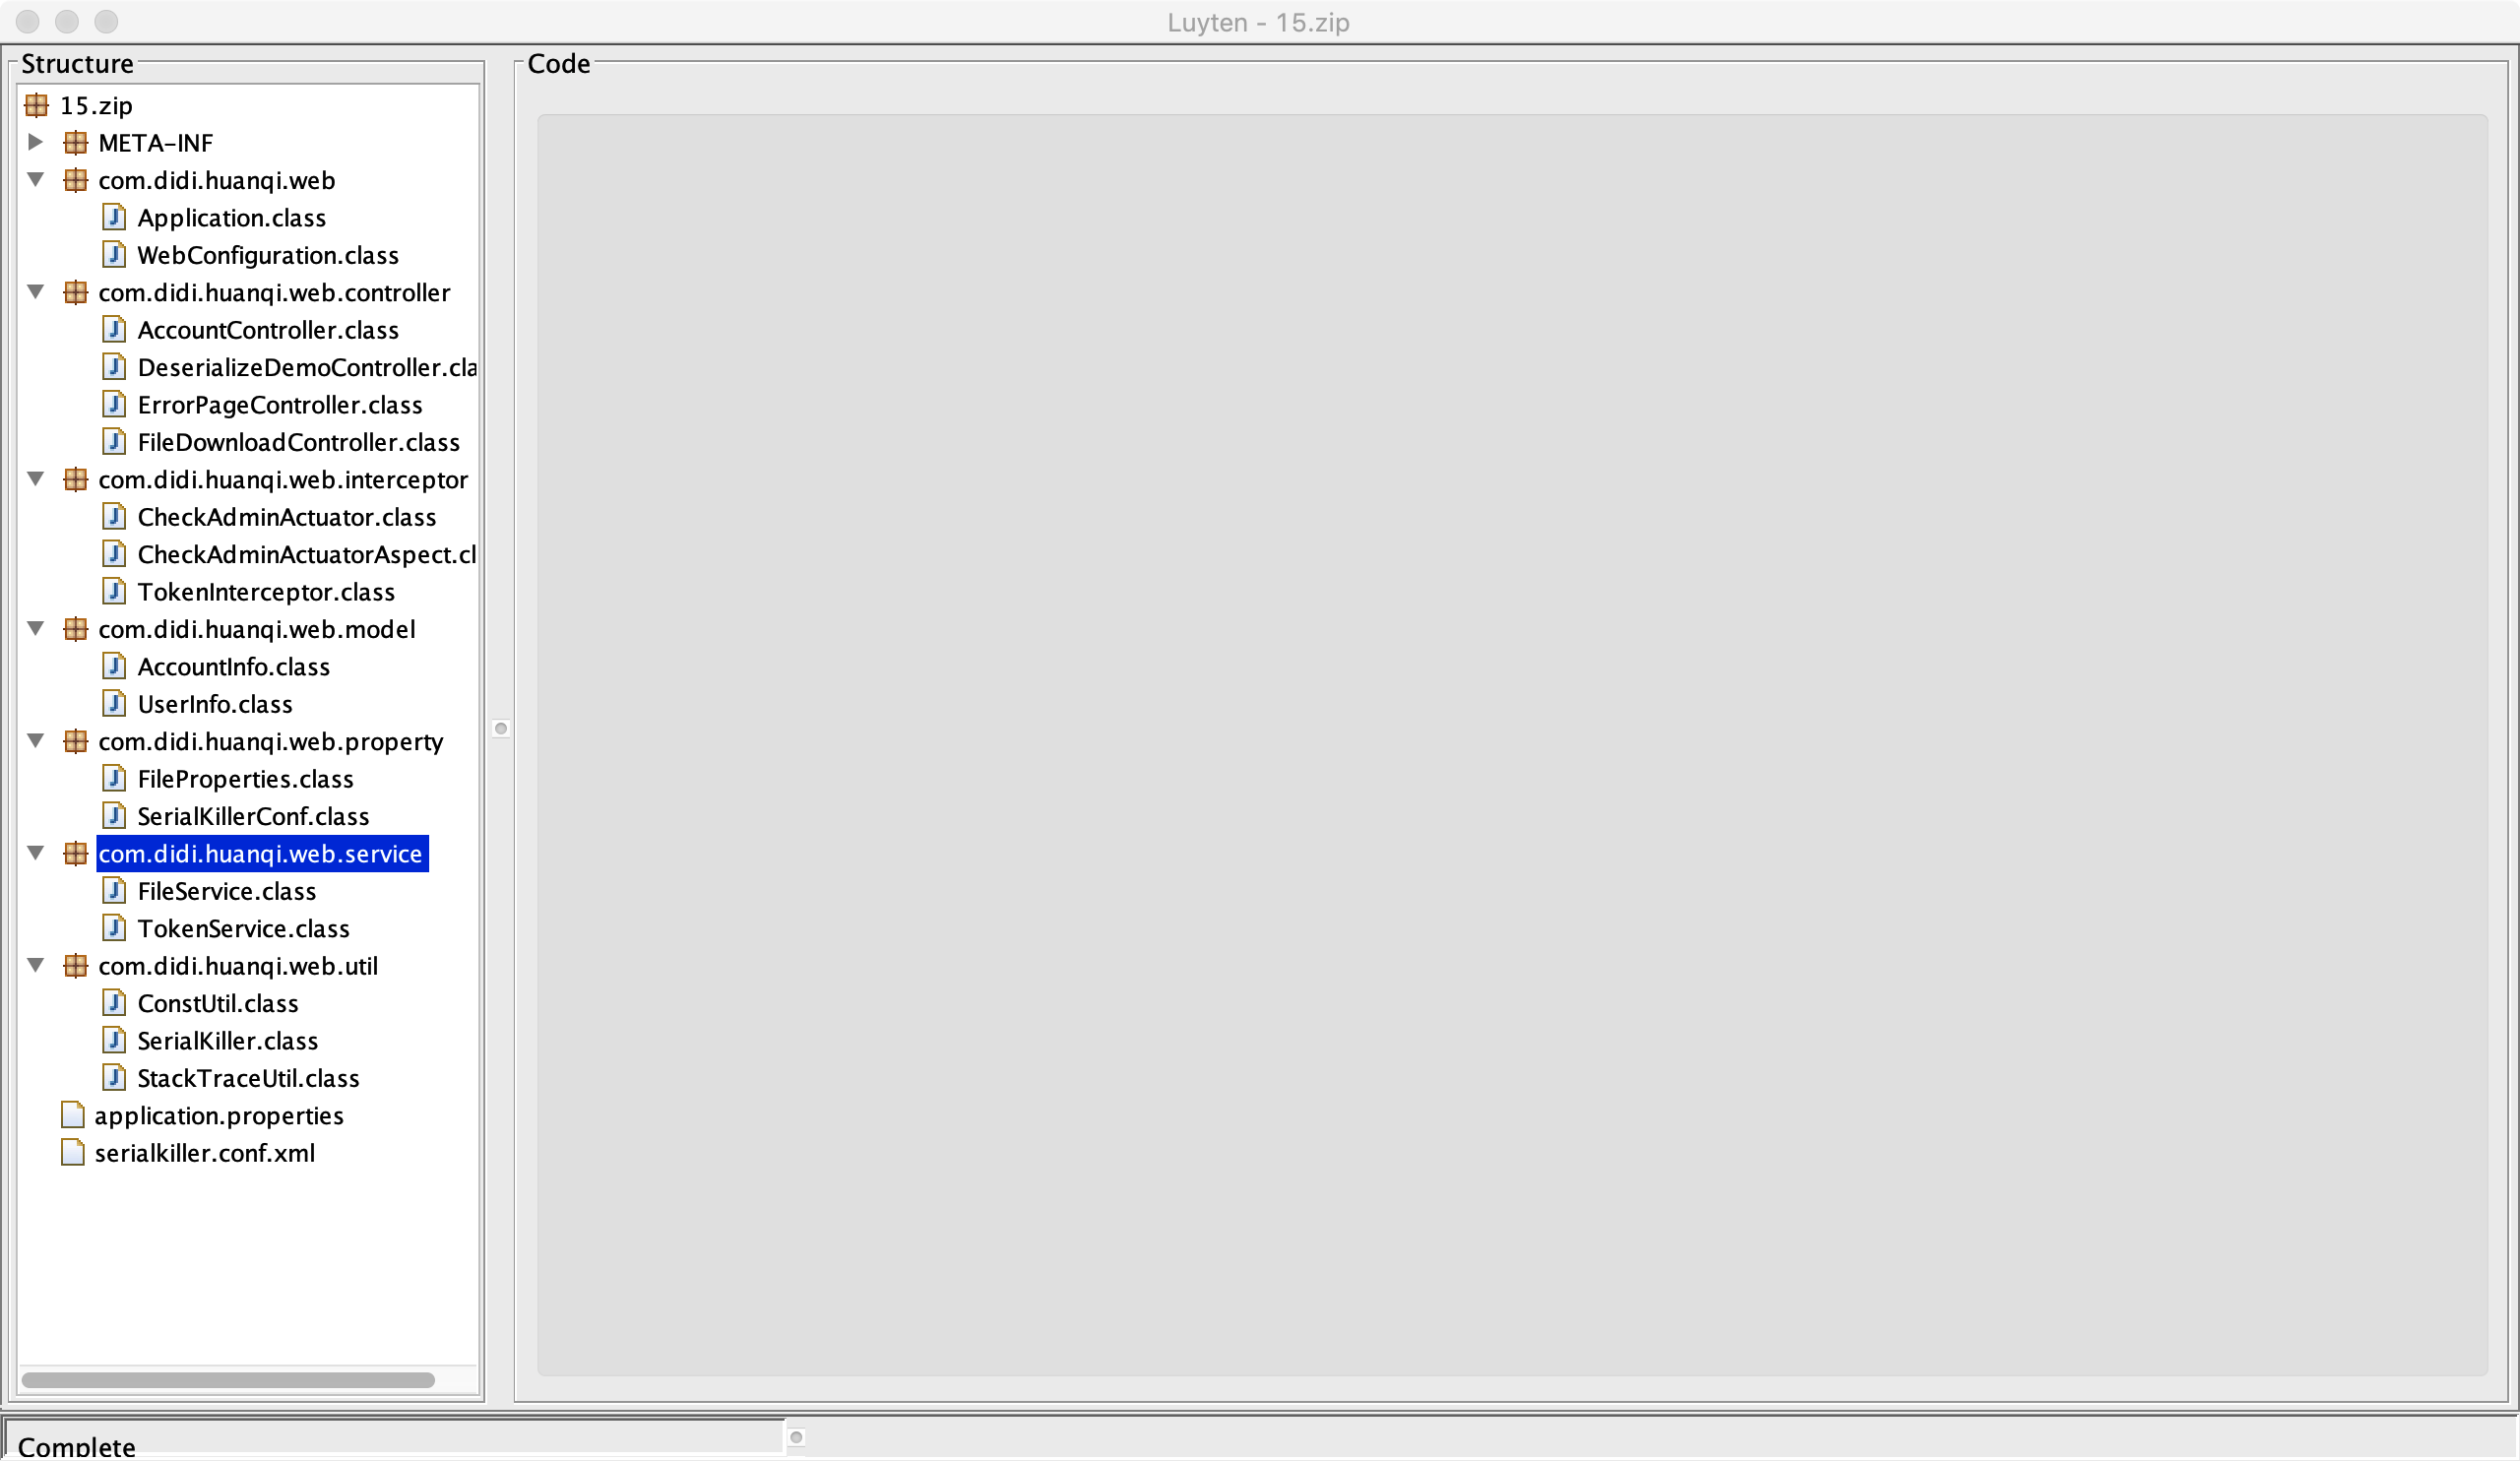 Luyten - 15.zip
Structure
Code
15.zip
META-INF
com.didi.huanqi.web
Application.class
WebConfiguration.class
com.didi.huanqi.web.controller
AccountController.class
DeserializeDemoController.cla
ErrorPageController.class
FileDownloadController.class
com.didi.huanqi.web.interceptor
CheckAdminActuator.class
CheckAdminActuatorAspect.cl
TokenInterceptor.class
com.didi.huanqi.web.model
AccountInfo.class
UserInfo.class
com.didi.huanqi.web.property
FileProperties.class
SerialKillerConf.class
com.didi.huanqi.web.service
FileService.class
TokenService.class
com.didi.huanqi.web.util
ConstUtil.class
SerialKiller.class
StackTraceUtil.class
application.properties
serialkiller.conf.xml
Complete